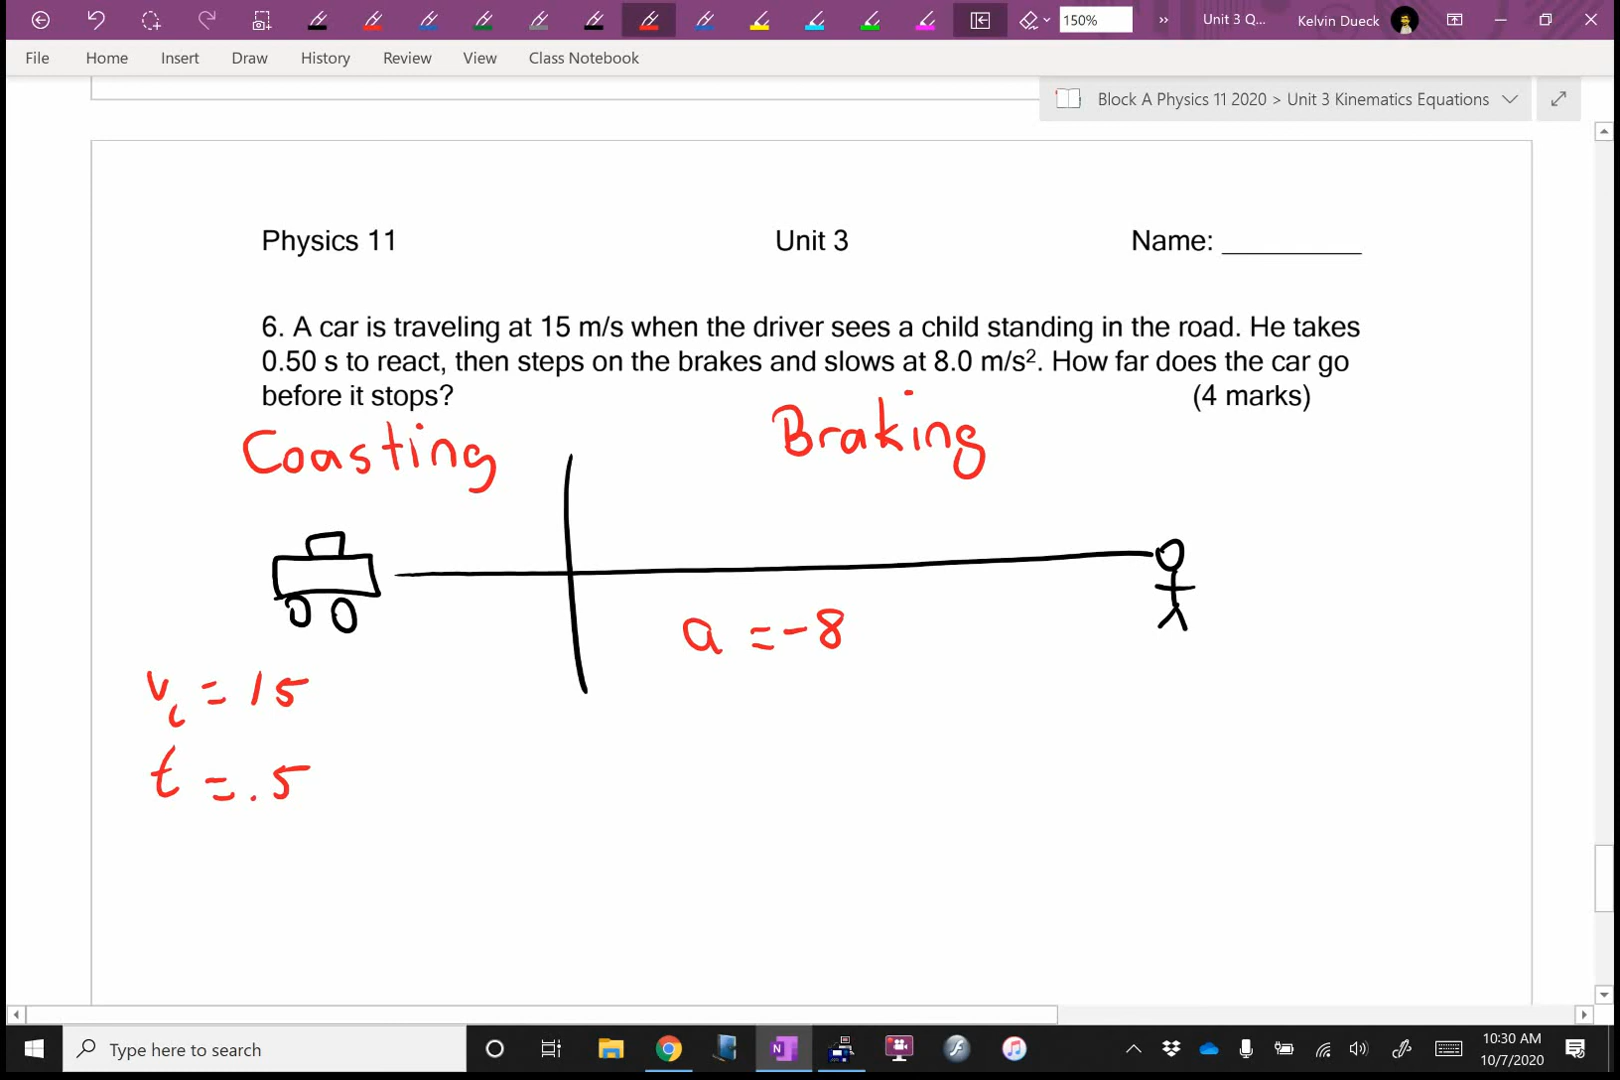 150%
»
Unit 3 Q...
Kelvin Dueck
File Home Insert Draw History Review View Class Notebook
Block A Physics 11 2020 > Unit 3 Kinematics Equations
Physics 11 Unit 3 Name: __________
6. A car is traveling at 15 m/s when the driver sees a child standing in the road. He takes
0.50 s to react, then steps on the brakes and slows at 8.0 m/s². How far does the car go
before it stops? (4 marks)
Coasting Braking
a = -8
v꜀ = 15
t = .5
Type here to search
N
10:30 AM
10/7/2020